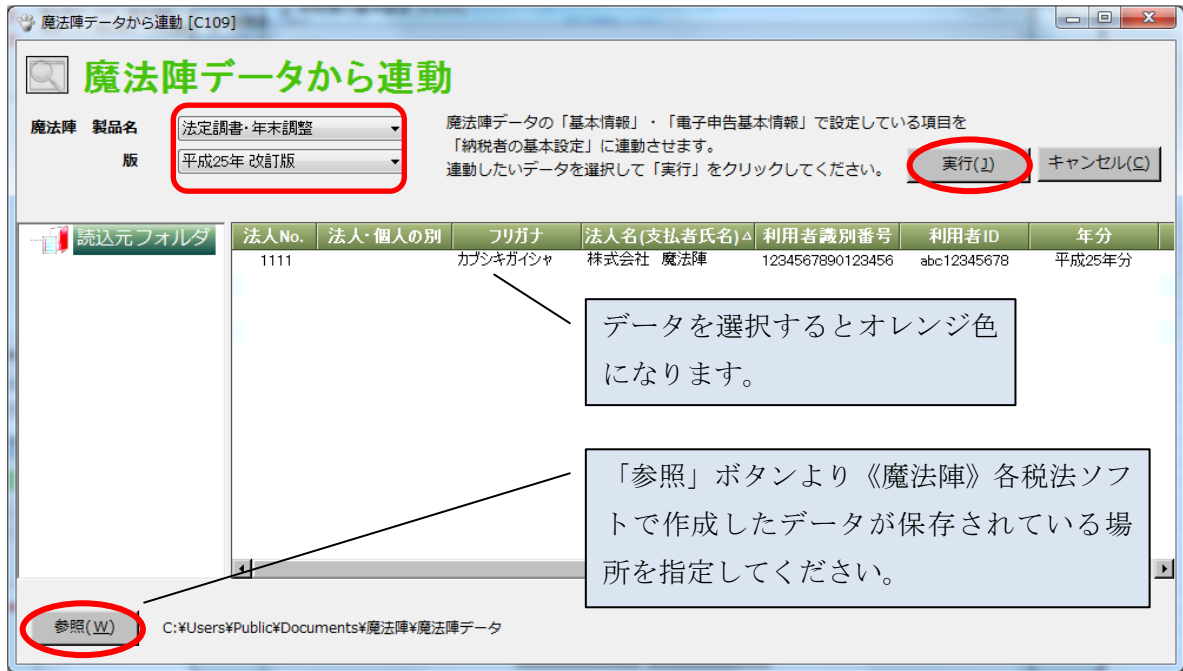 魔法陣データから連動 [C109]
魔法陣データから連動
魔法陣 製品名 法定調書・年末調整
版 平成25年 改訂版
魔法陣データの「基本情報」・「電子申告基本情報」で設定している項目を
「納税者の基本設定」に連動させます。
連動したいデータを選択して「実行」をクリックしてください。
実行(J) キャンセル(C)
読込元フォルダ
法人No. 法人・個人の別 フリガナ 法人名(支払者氏名)△ 利用者識別番号 利用者ID 年分
1111 カブシキガイシャ 株式会社 魔法陣 1234567890123456 abc12345678 平成25年分
データを選択するとオレンジ色
になります。
「参照」ボタンより《魔法陣》各税法ソフ
トで作成したデータが保存されている場
所を指定してください。
参照(W) C:¥Users¥Public¥Documents¥魔法陣¥魔法陣データ